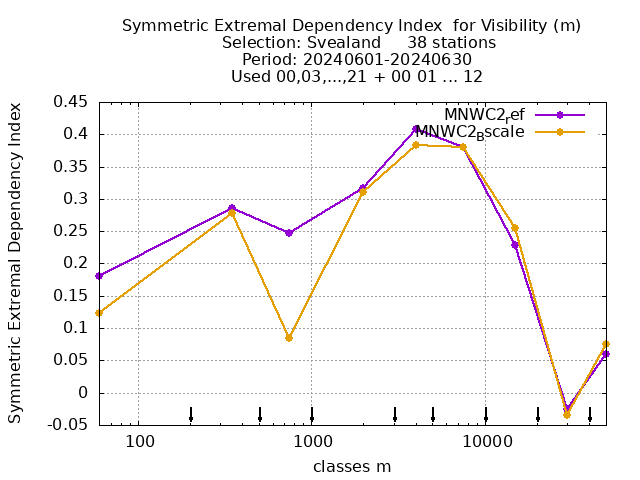 Symmetric Extremal Dependency Index  for Visibility (m)
Selection: Svealand     38 stations
Period: 20240601-20240630
Used 00,03,...,21 + 00 01 ... 12
Symmetric Extremal Dependency Index
0.45
0.4
0.35
0.3
0.25
0.2
0.15
0.1
0.05
0
-0.05
MNWC2ref
MNWC2Bscale
100
1000
10000
classes m